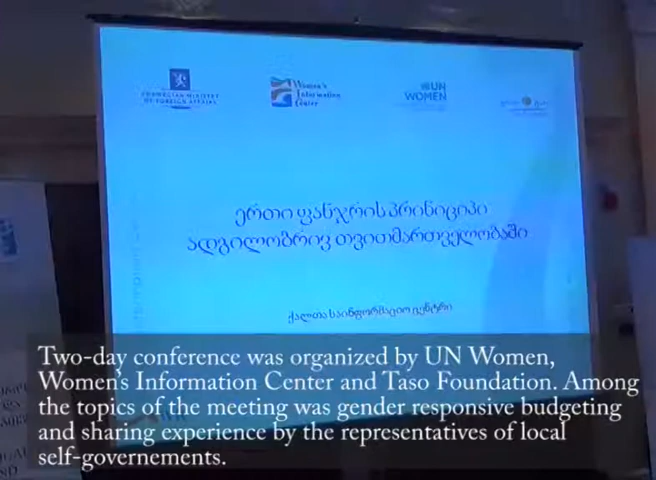 NORWEGIAN MINISTRY
OF FOREIGN AFFAIRS
Women's
Information
Center
UN
WOMEN
ერთი ფანჯრის პრინციპი
ადგილობრივ თვითმართველობაში
ქალთა საინფორმაციო ცენტრი
Two-day conference was organized by UN Women,
Women's Information Center and Taso Foundation. Among
the topics of the meeting was gender responsive budgeting
and sharing experience by the representatives of local
self-governements.